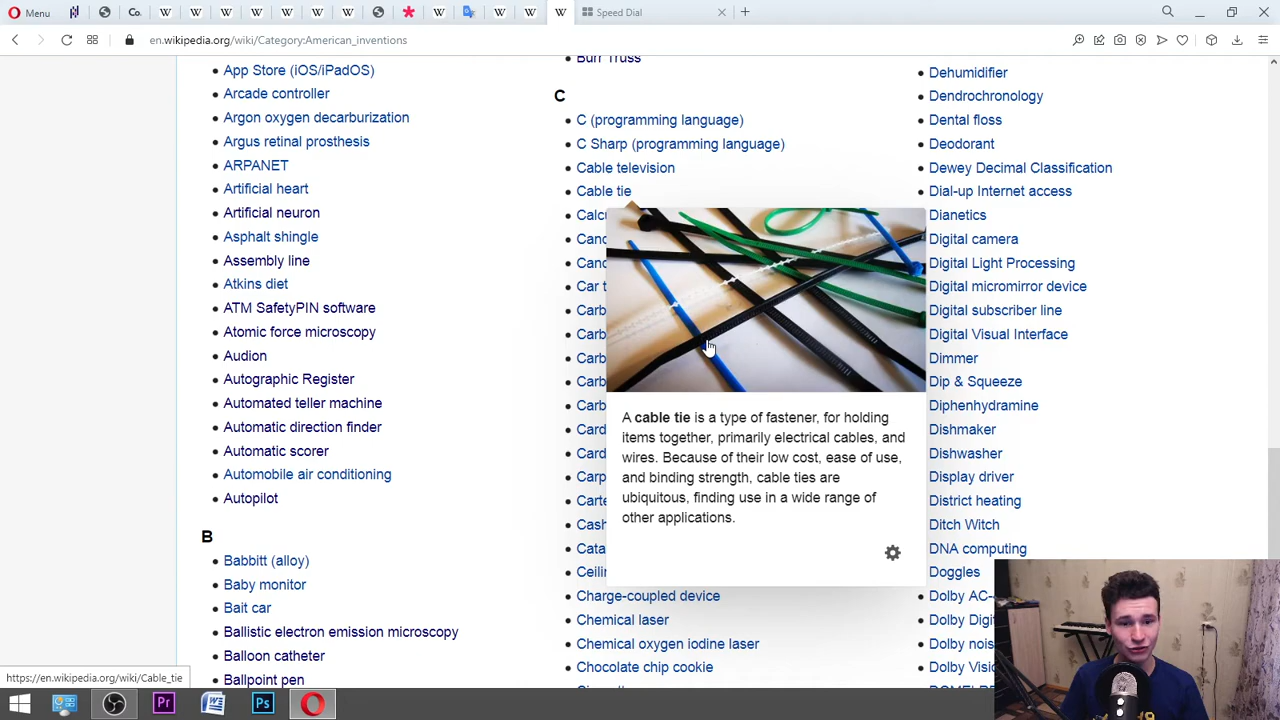 Menu
Co.
Speed Dial
en.wikipedia.org/wiki/Category:American_inventions
App Store (iOS/iPadOS)
Arcade controller
Argon oxygen decarburization
Argus retinal prosthesis
ARPANET
Artificial heart
Artificial neuron
Asphalt shingle
Assembly line
Atkins diet
ATM SafetyPIN software
Atomic force microscopy
Audion
Autographic Register
Automated teller machine
Automatic direction finder
Automatic scorer
Automobile air conditioning
Autopilot
B
Babbitt (alloy)
Baby monitor
Bait car
Ballistic electron emission microscopy
Balloon catheter
Ballpoint pen
Burr Truss
C
C (programming language)
C Sharp (programming language)
Cable television
Cable tie
Calc
Canc
Canc
Car t
Carb
Carb
Carb
Carb
Carb
Card
Card
Carp
Carte
Cash
Cata
Ceilin
A cable tie is a type of fastener, for holding
items together, primarily electrical cables, and
wires. Because of their low cost, ease of use,
and binding strength, cable ties are
ubiquitous, finding use in a wide range of
other applications.
Charge-coupled device
Chemical laser
Chemical oxygen iodine laser
Chocolate chip cookie
Dehumidifier
Dendrochronology
Dental floss
Deodorant
Dewey Decimal Classification
Dial-up Internet access
Dianetics
Digital camera
Digital Light Processing
Digital micromirror device
Digital subscriber line
Digital Visual Interface
Dimmer
Dip & Squeeze
Diphenhydramine
Dishmaker
Dishwasher
Display driver
District heating
Ditch Witch
DNA computing
Doggles
Dolby AC-
Dolby Digi
Dolby nois
Dolby Visi
https://en.wikipedia.org/wiki/Cable_tie
Pr
W
Ps